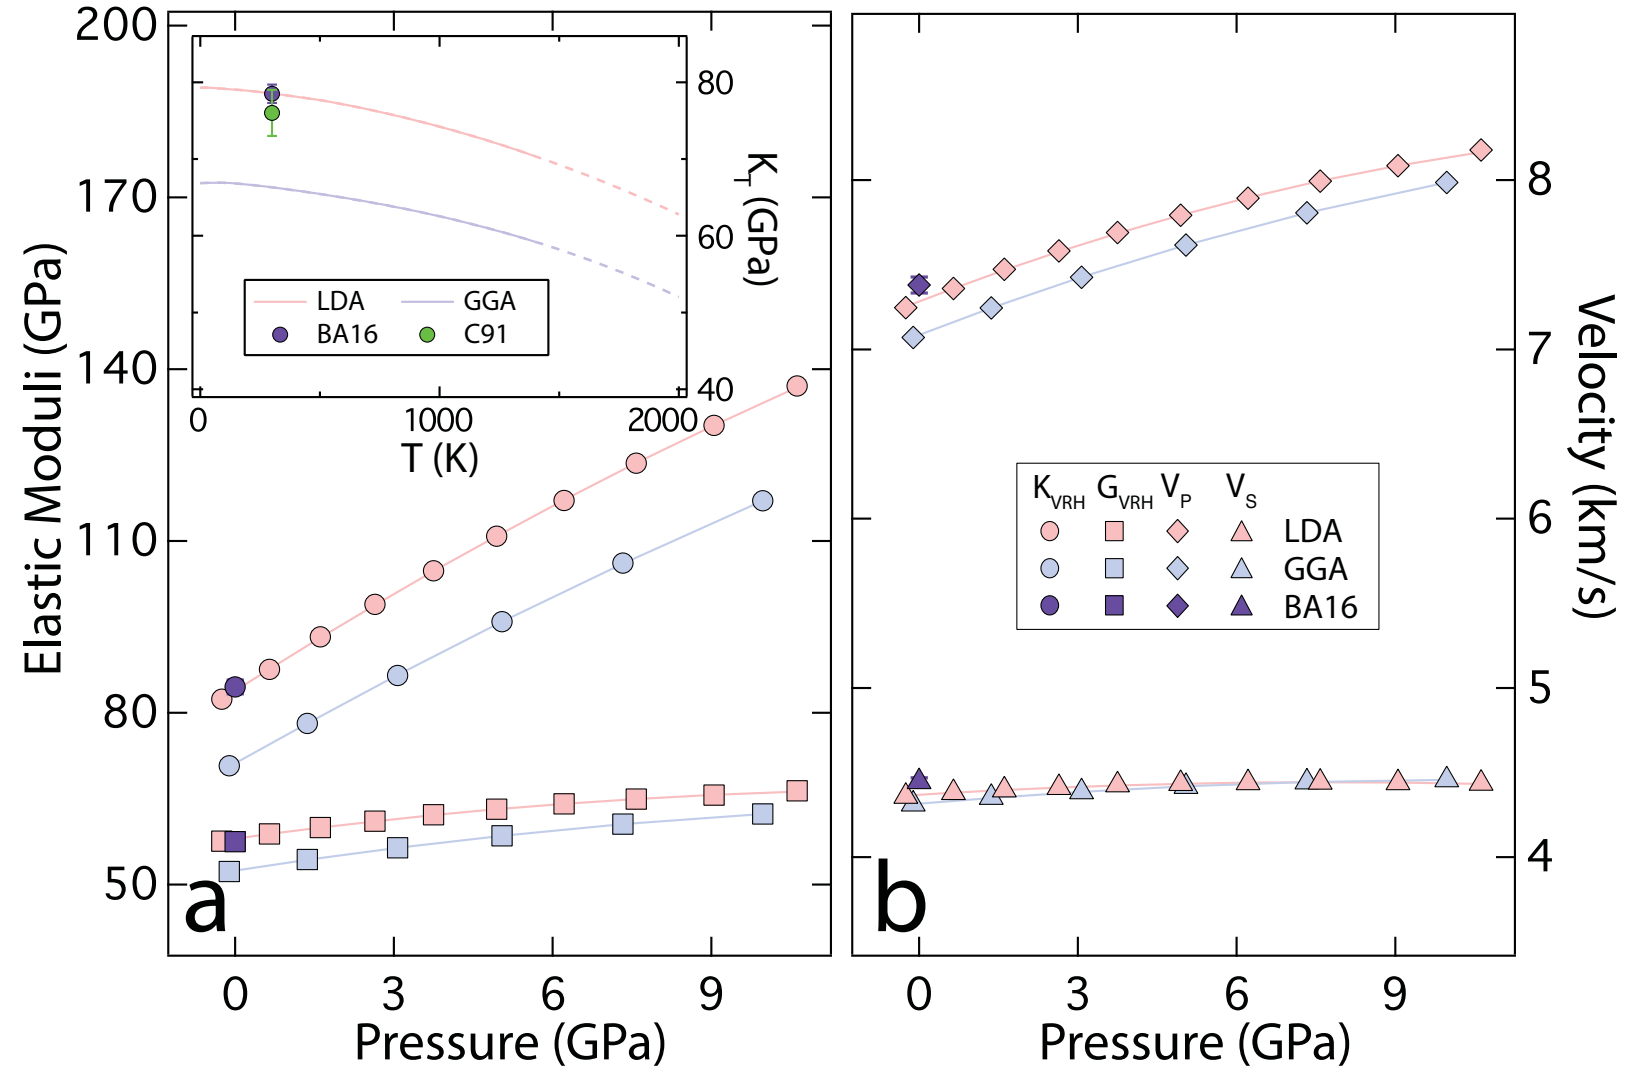 200
170
140
110
80
50
Elastic Moduli (GPa)
80
60
40
K_T (GPa)
LDA GGA
BA16 C91
0 1000 2000
T (K)
a
0 3 6 9
Pressure (GPa)
8
7
6
5
4
Velocity (km/s)
K_VRH G_VRH V_P V_S
LDA
GGA
BA16
b
0 3 6 9
Pressure (GPa)